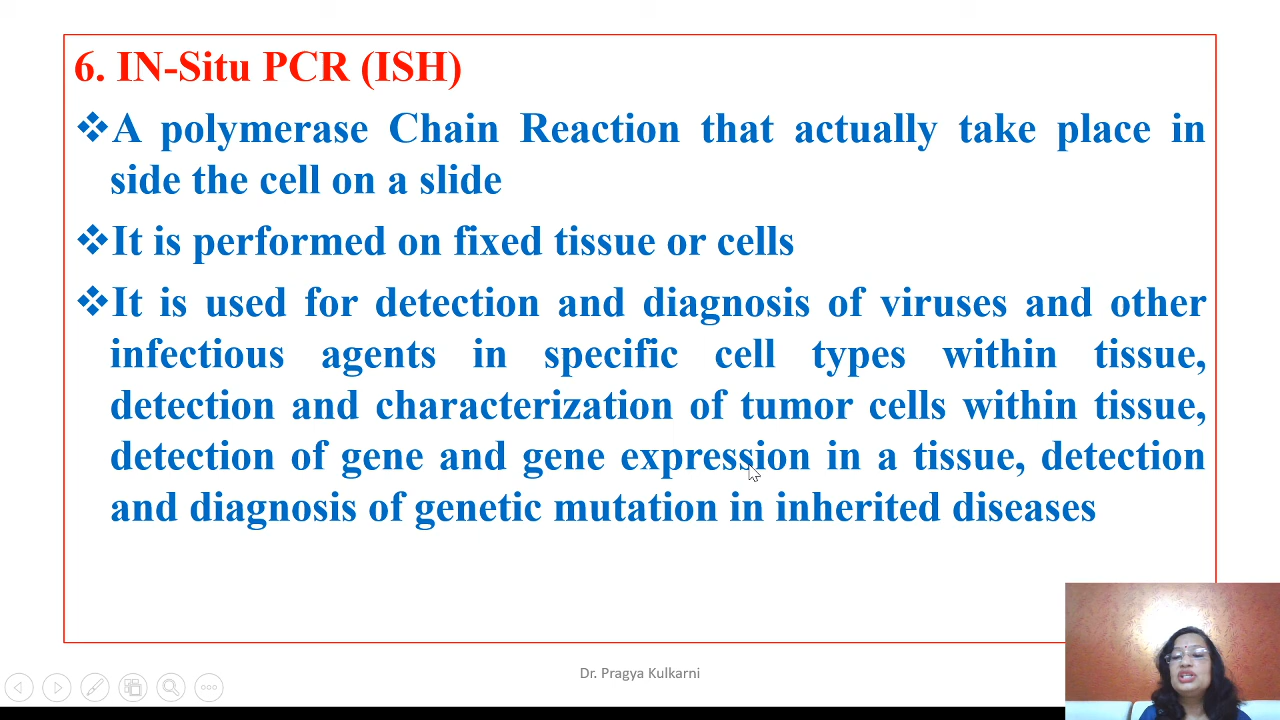 6. IN-Situ PCR (ISH)
❖A polymerase Chain Reaction that actually take place in
side the cell on a slide
❖It is performed on fixed tissue or cells
❖It is used for detection and diagnosis of viruses and other
infectious agents in specific cell types within tissue,
detection and characterization of tumor cells within tissue,
detection of gene and gene expression in a tissue, detection
and diagnosis of genetic mutation in inherited diseases
Dr. Pragya Kulkarni